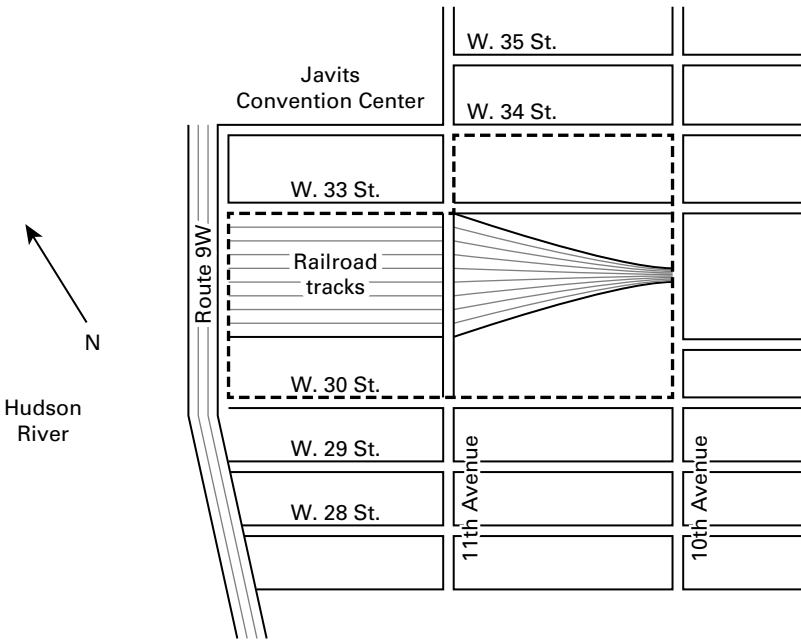 W. 35 St.
Javits
Convention Center
W. 34 St.
W. 33 St.
Route 9W
Railroad
tracks
N
W. 30 St.
Hudson
River
W. 29 St.
11th Avenue
10th Avenue
W. 28 St.